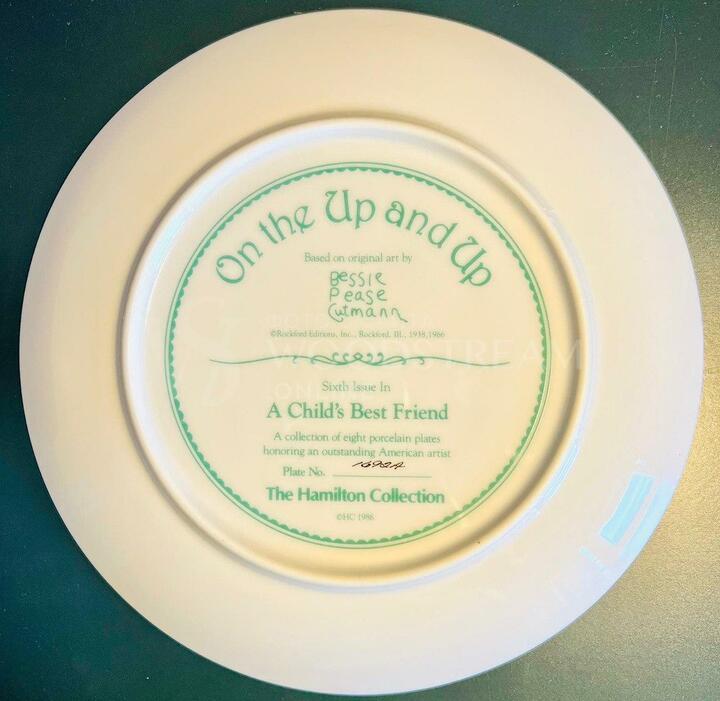 On the Up and Up
Based on original art by
Bessie
Pease
Gutmann
©Rockford Editions, Inc., Rockford, Ill., 1938, 1986
Sixth Issue In
A Child's Best Friend
A collection of eight porcelain plates
honoring an outstanding American artist
Plate No.
The Hamilton Collection
©HC 1986
WOODSTREAM